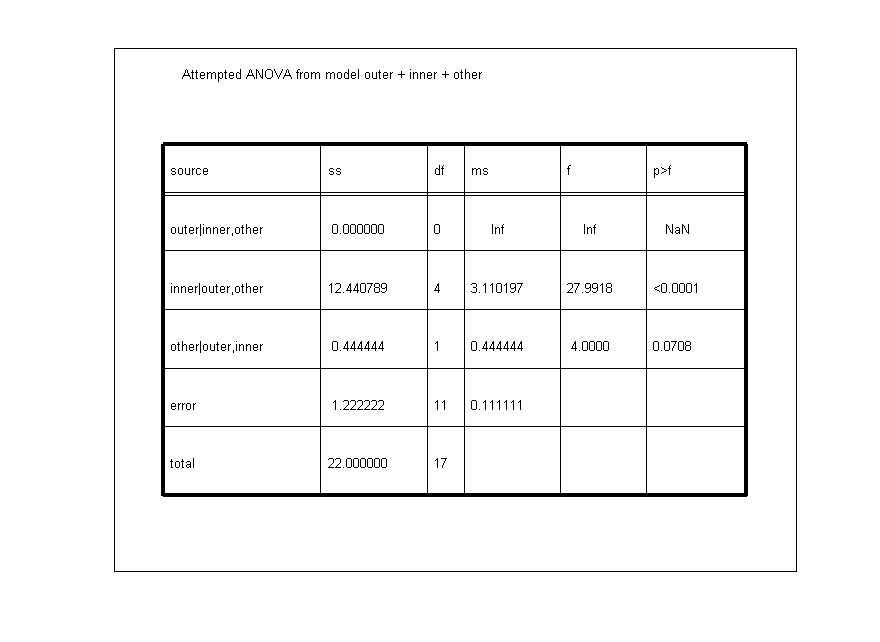 Attempted ANOVA from model outer + inner + other
source ss df ms f p>f
outer|inner,other 0.000000 0 Inf Inf NaN
inner|outer,other 12.440789 4 3.110197 27.9918 <0.0001
other|outer,inner 0.444444 1 0.444444 4.0000 0.0708
error 1.222222 11 0.111111
total 22.000000 17